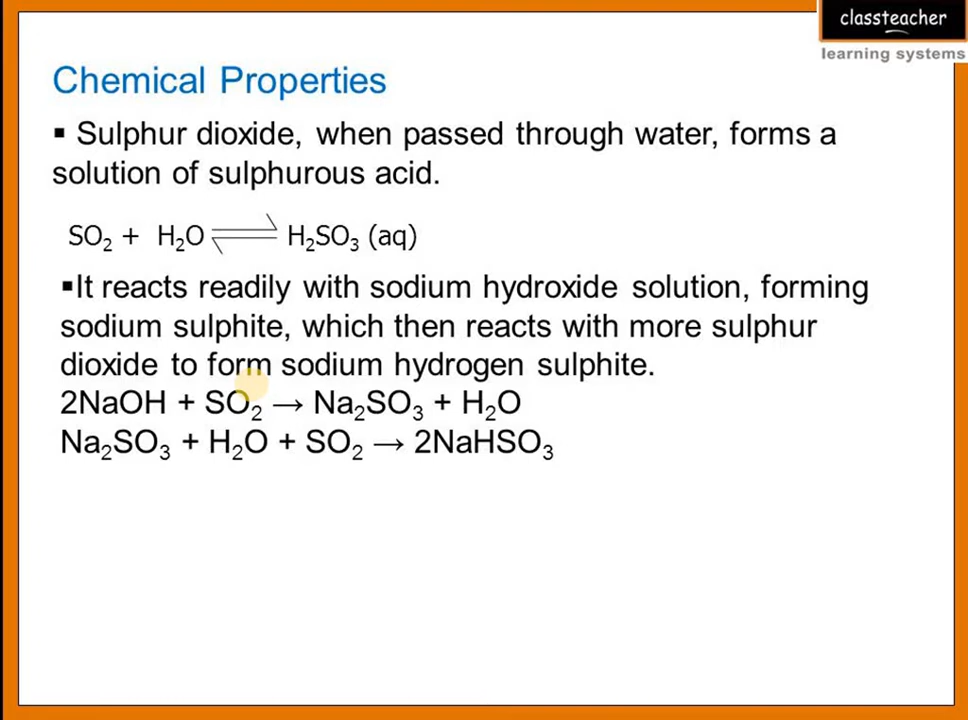 classteacher
learning systems
Chemical Properties
▪ Sulphur dioxide, when passed through water, forms a
solution of sulphurous acid.
SO₂ + H₂O ⇌ H₂SO₃ (aq)
▪It reacts readily with sodium hydroxide solution, forming
sodium sulphite, which then reacts with more sulphur
dioxide to form sodium hydrogen sulphite.
2NaOH + SO₂ → Na₂SO₃ + H₂O
Na₂SO₃ + H₂O + SO₂ → 2NaHSO₃